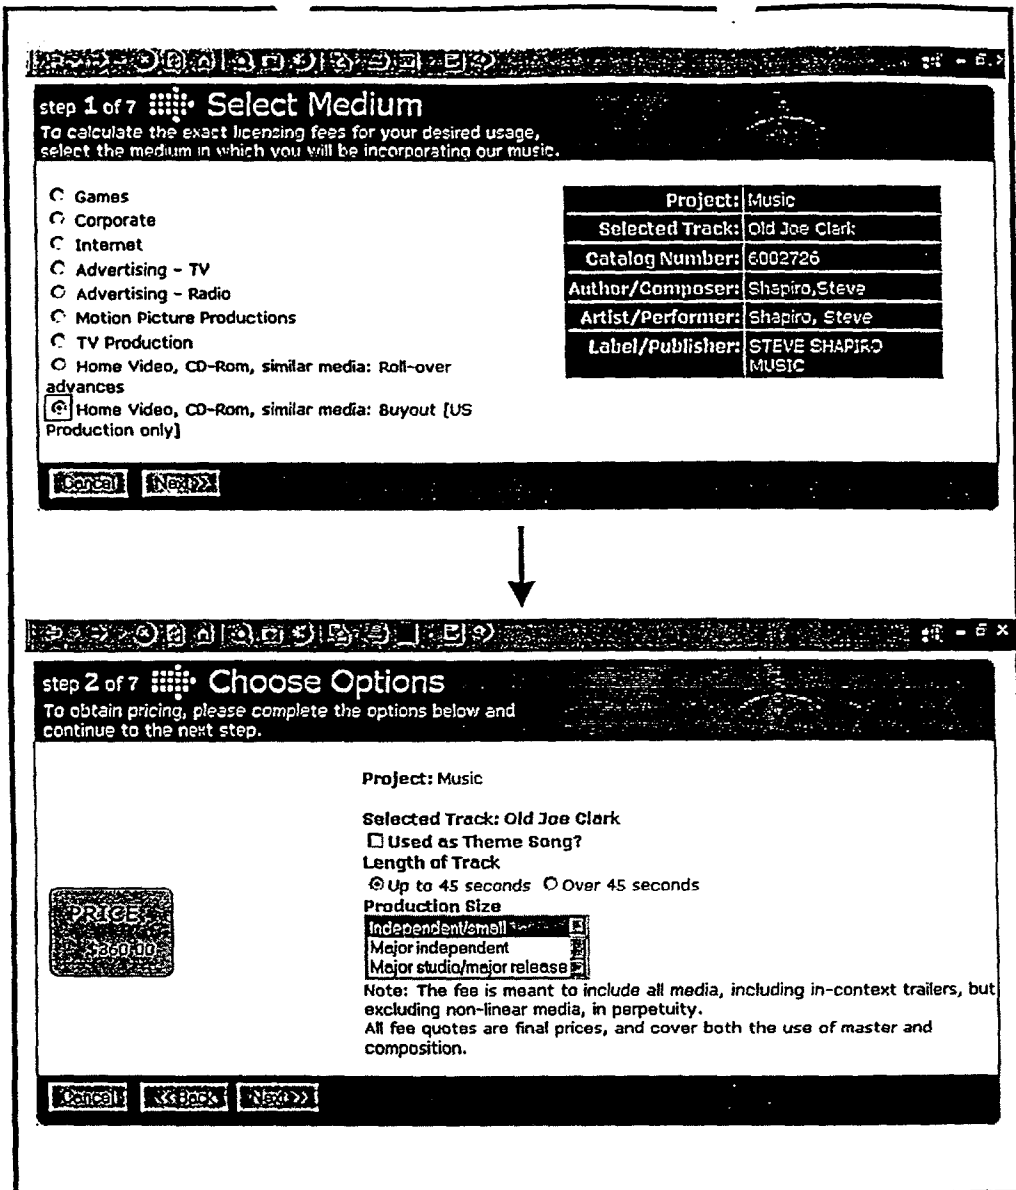 step 1 of 7 Select Medium
To calculate the exact licensing fees for your desired usage,
select the medium in which you will be incorporating our music.
Games
Corporate
Internet
Advertising - TV
Advertising - Radio
Motion Picture Productions
TV Production
Home Video, CD-Rom, similar media: Roll-over
advances
Home Video, CD-Rom, similar media: Buyout [US
Production only]
Project: Music
Selected Track: Old Joe Clark
Catalog Number: 6002726
Author/Composer: Shapiro,Steve
Artist/Performer: Shapiro, Steve
Label/Publisher: STEVE SHAPIRO
MUSIC
Cancel Next>>
step 2 of 7 Choose Options
To obtain pricing, please complete the options below and
continue to the next step.
Project: Music
Selected Track: Old Joe Clark
Used as Theme Song?
Length of Track
Up to 45 seconds Over 45 seconds
Production Size
Independent/small
Major independent
Major studio/major release
PRICE:
$360.00
Note: The fee is meant to include all media, including in-context trailers, but
excluding non-linear media, in perpetuity.
All fee quotes are final prices, and cover both the use of master and
composition.
Cancel <<Back Next>>